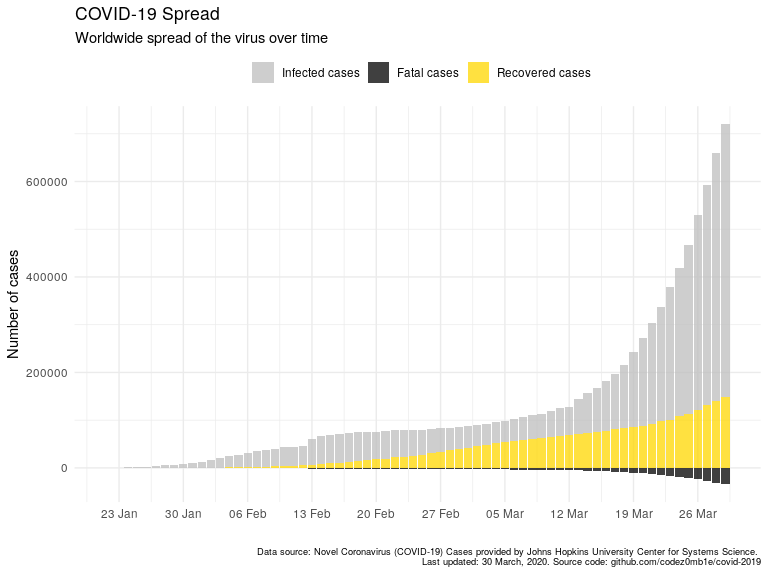 COVID-19 Spread
Worldwide spread of the virus over time
Infected cases Fatal cases Recovered cases
Number of cases
600000
400000
200000
0
23 Jan 30 Jan 06 Feb 13 Feb 20 Feb 27 Feb 05 Mar 12 Mar 19 Mar 26 Mar
Data source: Novel Coronavirus (COVID-19) Cases provided by Johns Hopkins University Center for Systems Science.
Last updated: 30 March, 2020. Source code: github.com/codez0mb1e/covid-2019